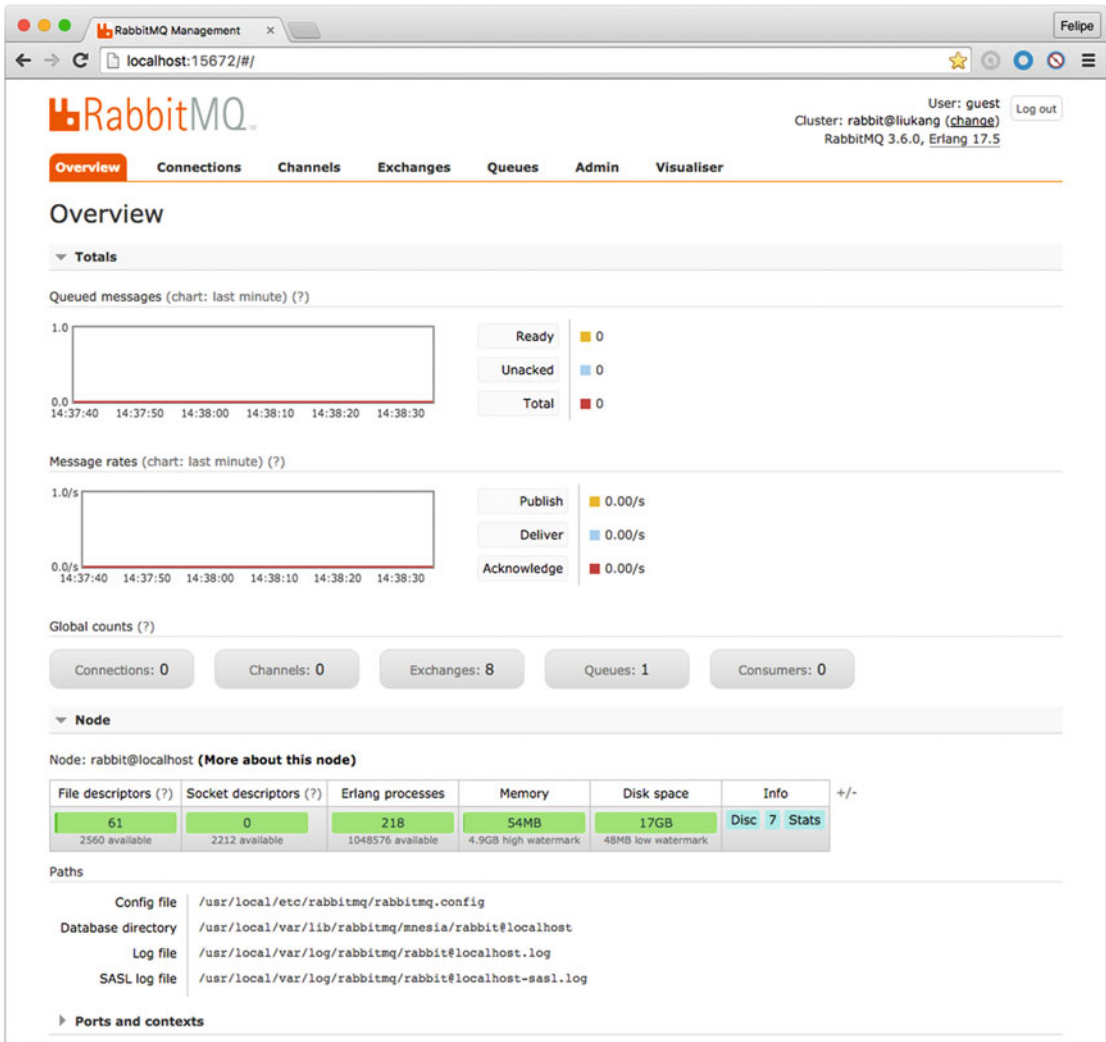 RabbitMQ Management
Felipe
localhost:15672/#/
RabbitMQ™
User: guest
Log out
Cluster: rabbit@liukang (change)
RabbitMQ 3.6.0, Erlang 17.5
Overview Connections Channels Exchanges Queues Admin Visualiser
Overview
Totals
Queued messages (chart: last minute) (?)
1.0
0.0
14:37:40 14:37:50 14:38:00 14:38:10 14:38:20 14:38:30
Ready 0
Unacked 0
Total 0
Message rates (chart: last minute) (?)
1.0/s
0.0/s
14:37:40 14:37:50 14:38:00 14:38:10 14:38:20 14:38:30
Publish 0.00/s
Deliver 0.00/s
Acknowledge 0.00/s
Global counts (?)
Connections: 0 Channels: 0 Exchanges: 8 Queues: 1 Consumers: 0
Node
Node: rabbit@localhost (More about this node)
File descriptors (?) Socket descriptors (?) Erlang processes Memory Disk space Info +/-
61 0 218 54MB 17GB Disc 7 Stats
2560 available 2212 available 1048576 available 4.9GB high watermark 48MB low watermark
Paths
Config file /usr/local/etc/rabbitmq/rabbitmq.config
Database directory /usr/local/var/lib/rabbitmq/mnesia/rabbit@localhost
Log file /usr/local/var/log/rabbitmq/rabbit@localhost.log
SASL log file /usr/local/var/log/rabbitmq/rabbit@localhost-sasl.log
Ports and contexts